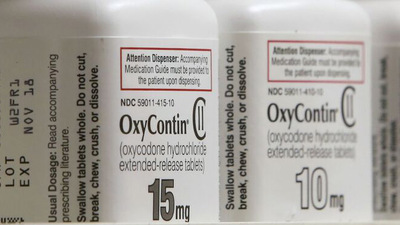 LOT W2FR1
EXP NOV 18
Usual Dosage: Read accompanying
prescribing literature.
Swallow tablets whole. Do not cut,
break, chew, crush, or dissolve.
Attention Dispenser: Accompanying
Medication Guide must be provided to
the patient upon dispensing.
NDC 59011-415-10
OxyContin® CII
(oxycodone hydrochloride
extended-release tablets)
15mg
Swallow tablets whole. Do not cut,
break, chew, crush, or dissolve.
Attention Dispenser: Accompanying
Medication Guide must be provided to
the patient upon dispensing.
NDC 59011-410-10
OxyContin® CII
(oxycodone hydrochloride
extended-release tablets)
10mg